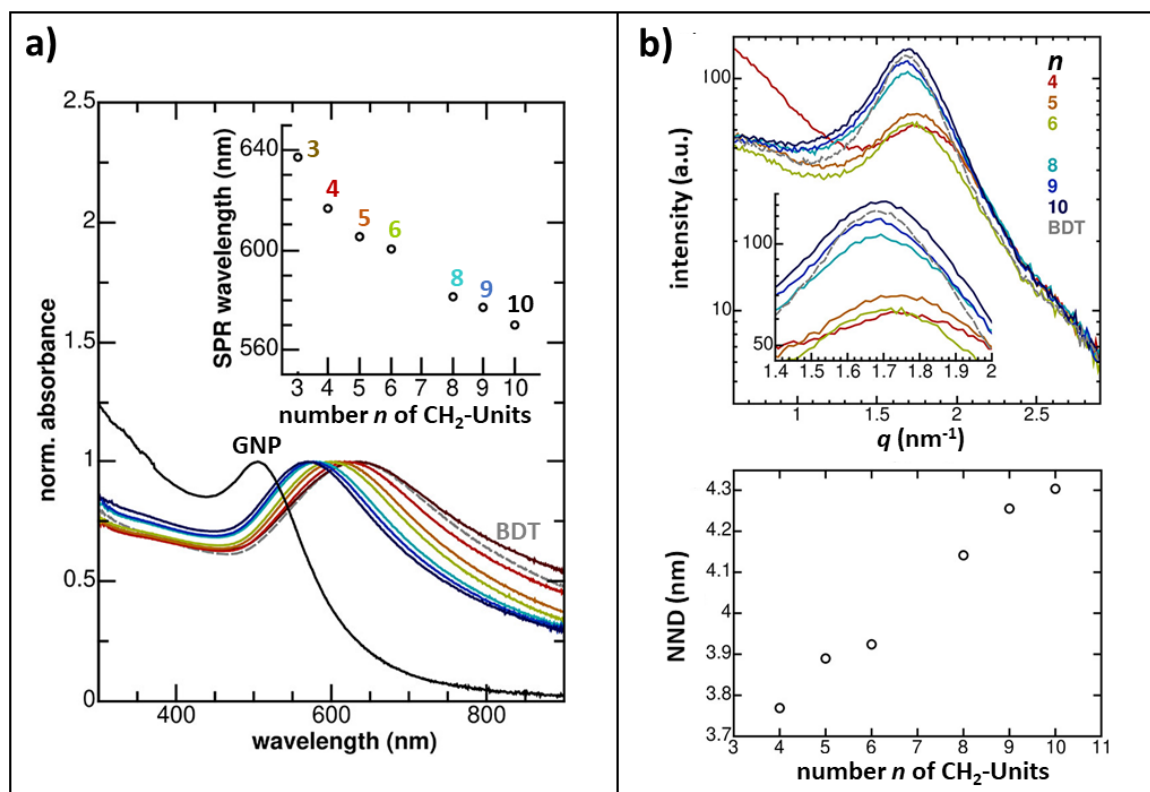 a)
norm. absorbance
2.5
2
1.5
1
0.5
0
400
600
800
wavelength (nm)
GNP
BDT
SPR wavelength (nm)
640
600
560
3
4
5
6
8
9
10
3 4 5 6 7 8 9 10
number n of CH₂-Units
b)
intensity (a.u.)
100
10
n
4
5
6
8
9
10
BDT
100
50
1.4 1.5 1.6 1.7 1.8 1.9 2
1 1.5 2 2.5
q (nm⁻¹)
NND (nm)
4.3
4.2
4.1
4
3.9
3.8
3.7
3 4 5 6 7 8 9 10 11
number n of CH₂-Units